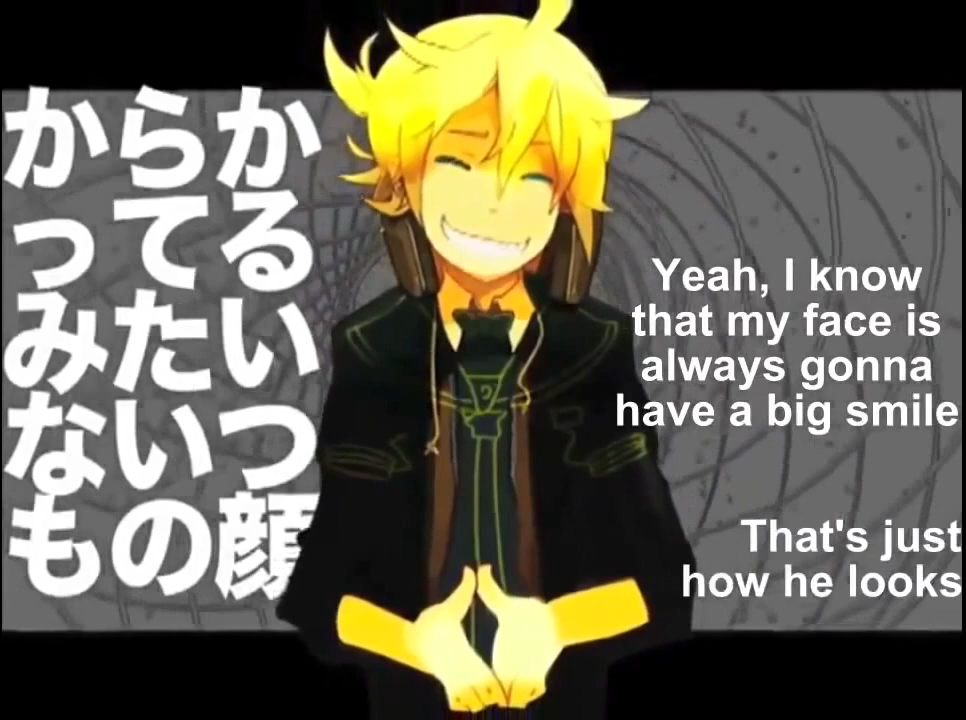 からか
ってる
みたい
ないつ
もの顔
Yeah, I know
that my face is
always gonna
have a big smile
That's just
how he looks